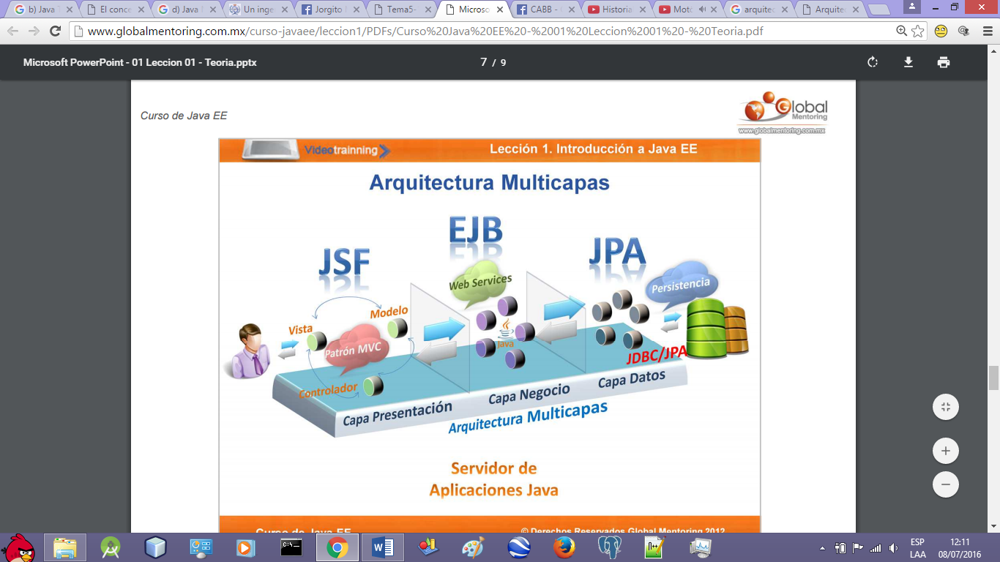 b) Java T
El conce
d) Java
Un inge
Jorgito
Tema5-
Microso
CABB -
Historia
Moto
arquitec
Arquitec
www.globalmentoring.com.mx/curso-javaee/leccion1/PDFs/Curso%20Java%20EE%20-%2001%20Leccion%2001%20-%20Teoria.pdf
Microsoft PowerPoint - 01 Leccion 01 - Teoria.pptx
7 / 9
Curso de Java EE
Global
Mentoring
www.globalmentoring.com.mx
Videotrainning
Lección 1. Introducción a Java EE
Arquitectura Multicapas
EJB
JSF
JPA
Web Services
Persistencia
Modelo
Vista
Patrón MVC
Java
JDBC/JPA
Controlador
Capa Presentación
Capa Negocio
Capa Datos
Arquitectura Multicapas
Servidor de
Aplicaciones Java
Curso de Java EE
© Derechos Reservados Global Mentoring 2012
ESP
LAA
12:11
08/07/2016